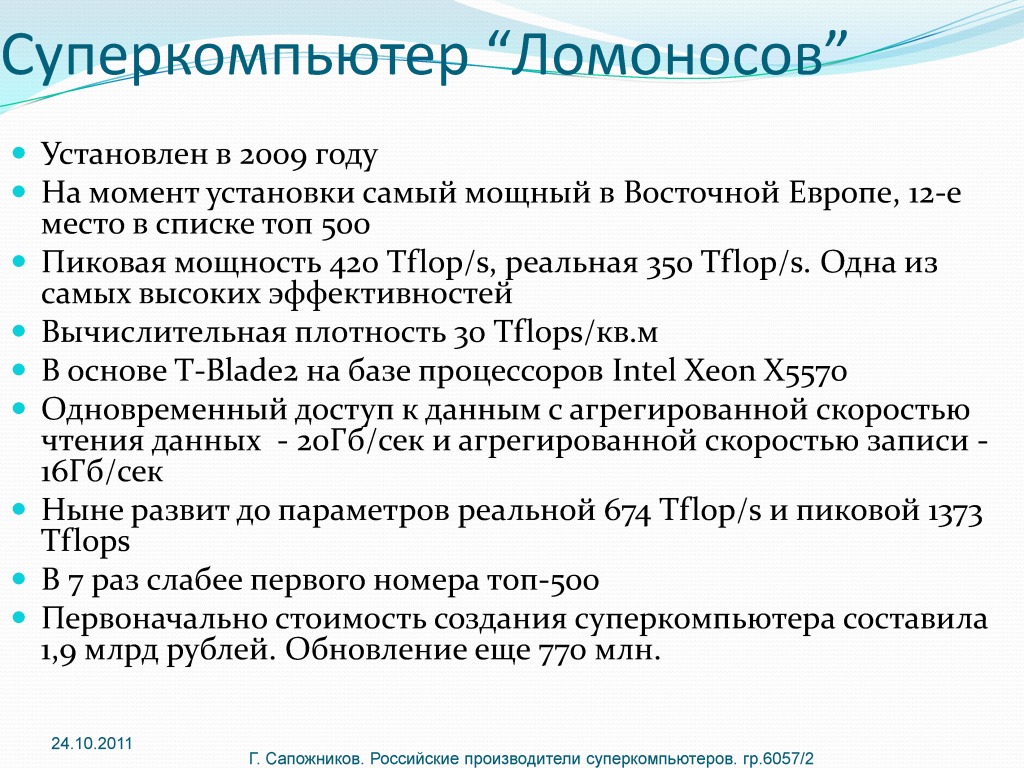 Суперкомпьютер “Ломоносов”
Установлен в 2009 году
На момент установки самый мощный в Восточной Европе, 12-е
место в списке топ 500
Пиковая мощность 420 Tflop/s, реальная 350 Tflop/s. Одна из
самых высоких эффективностей
Вычислительная плотность 30 Tflops/кв.м
В основе T-Blade2 на базе процессоров Intel Xeon X5570
Одновременный доступ к данным с агрегированной скоростью
чтения данных  - 20Гб/сек и агрегированной скоростью записи -
16Гб/сек
Ныне развит до параметров реальной 674 Tflop/s и пиковой 1373
Tflops
В 7 раз слабее первого номера топ-500
Первоначально стоимость создания суперкомпьютера составила
1,9 млрд рублей. Обновление еще 770 млн.
24.10.2011
Г. Сапожников. Российские производители суперкомпьютеров. гр.6057/2